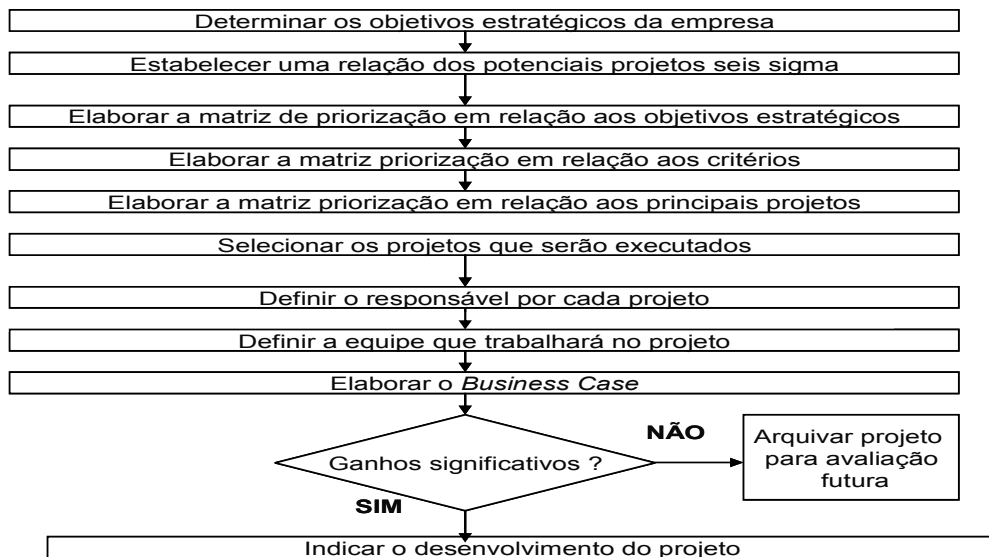 Determinar os objetivos estratégicos da empresa
Estabelecer uma relação dos potenciais projetos seis sigma
Elaborar a matriz de priorização em relação aos objetivos estratégicos
Elaborar a matriz priorização em relação aos critérios
Elaborar a matriz priorização em relação aos principais projetos
Selecionar os projetos que serão executados
Definir o responsável por cada projeto
Definir a equipe que trabalhará no projeto
Elaborar o Business Case
Ganhos significativos ?
NÃO
Arquivar projeto
para avaliação
futura
SIM
Indicar o desenvolvimento do projeto